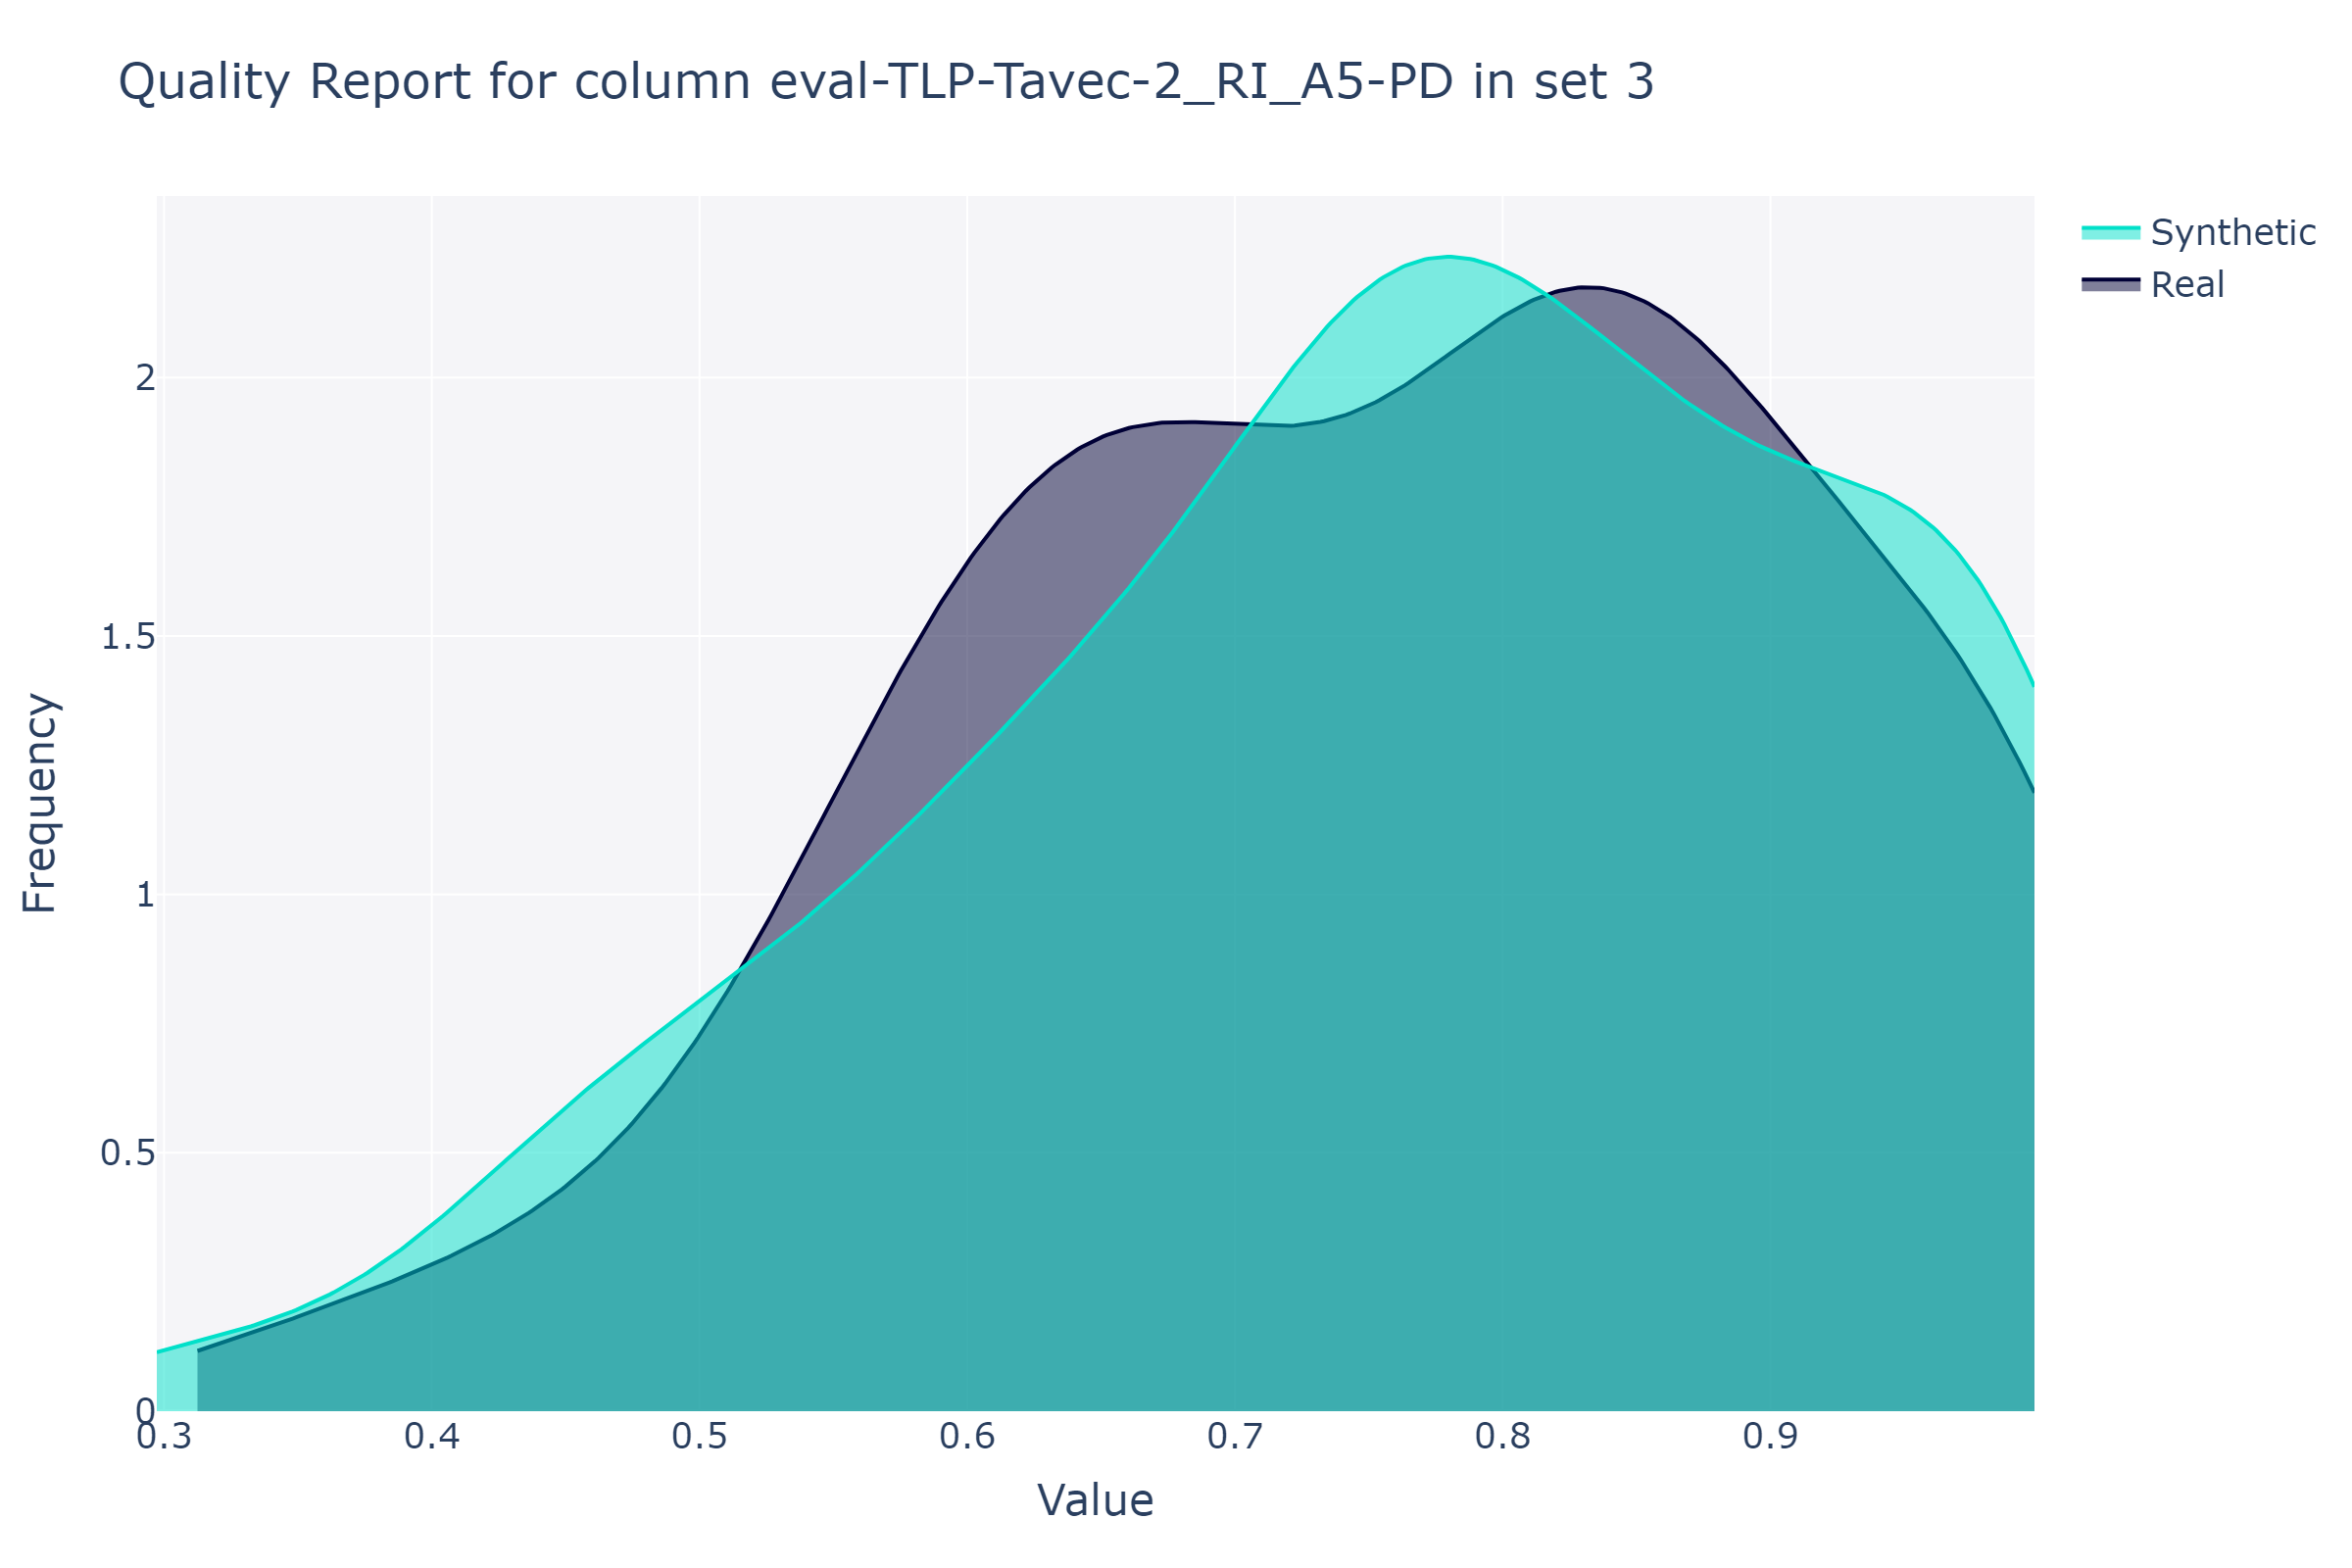 Quality Report for column eval-TLP-Tavec-2_RI_A5-PD in set 3
Synthetic
Real
2
1.5
1
0.5
0
Frequency
0.3 0.4 0.5 0.6 0.7 0.8 0.9
Value